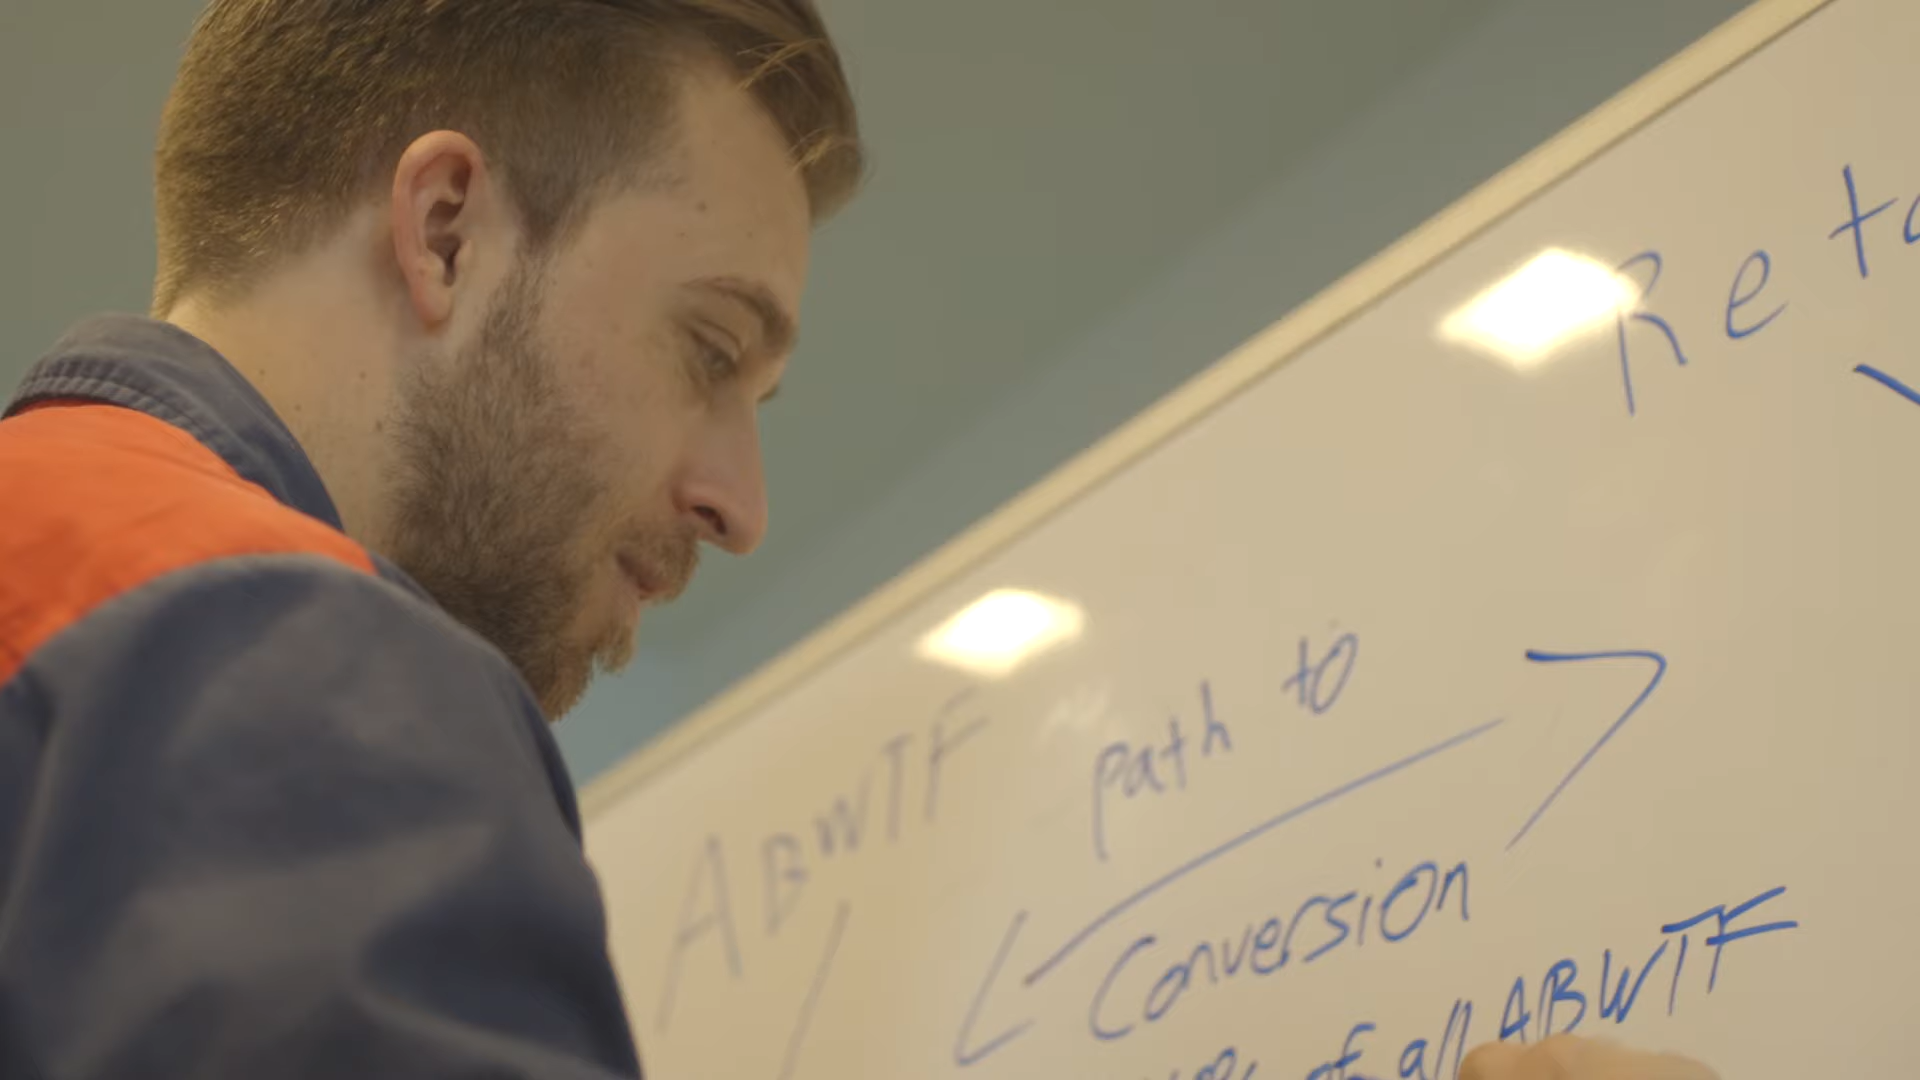 Reta
path to
ABWTF
Conversion
of all ABWTF